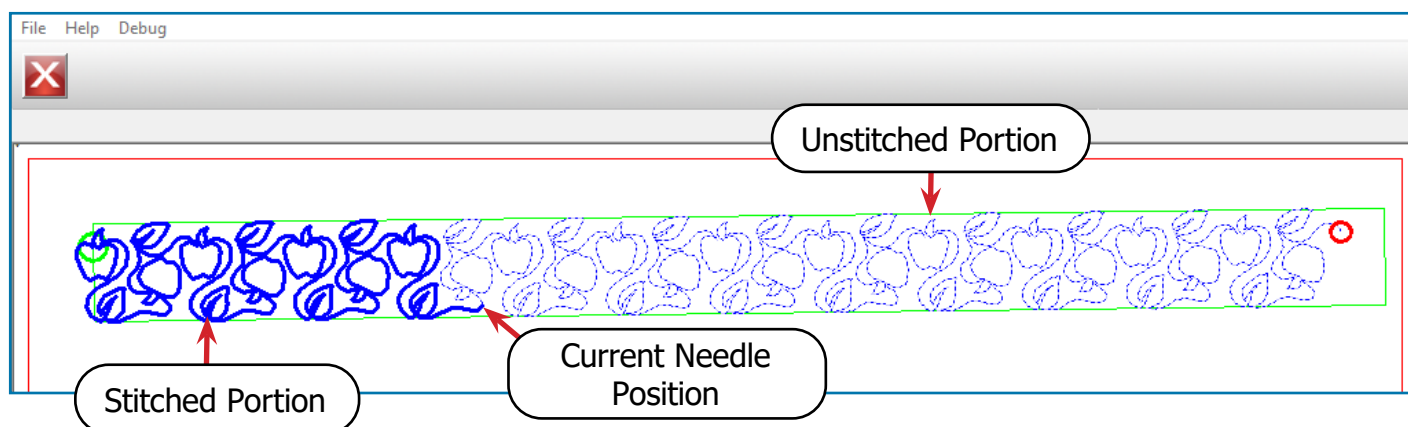 File Help Debug
Unstitched Portion
Current Needle
Position
Stitched Portion